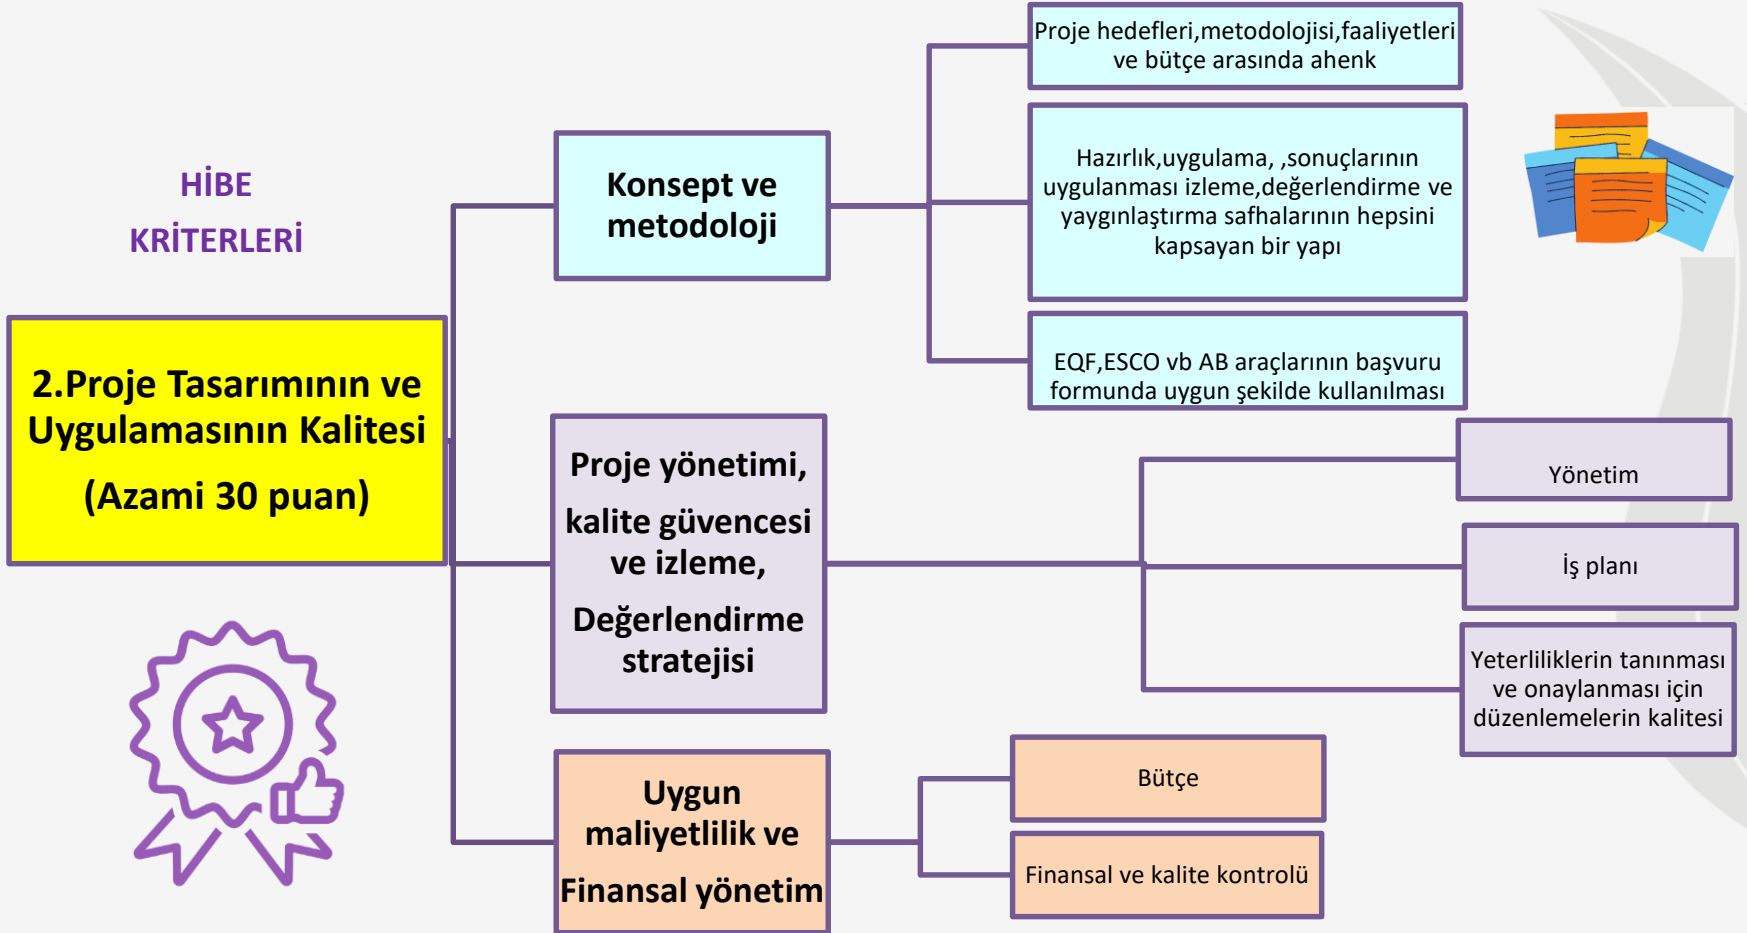 HİBE
KRİTERLERİ
2.Proje Tasarımının ve
Uygulamasının Kalitesi
(Azami 30 puan)
Konsept ve
metodoloji
Proje hedefleri,metodolojisi,faaliyetleri
ve bütçe arasında ahenk
Hazırlık,uygulama, ,sonuçlarının
uygulanması izleme,değerlendirme ve
yaygınlaştırma safhalarının hepsini
kapsayan bir yapı
EQF,ESCO vb AB araçlarının başvuru
formunda uygun şekilde kullanılması
Proje yönetimi,
kalite güvencesi
ve izleme,
Değerlendirme
stratejisi
Yönetim
İş planı
Yeterliliklerin tanınması
ve onaylanması için
düzenlemelerin kalitesi
Uygun
maliyetlilik ve
Finansal yönetim
Bütçe
Finansal ve kalite kontrolü